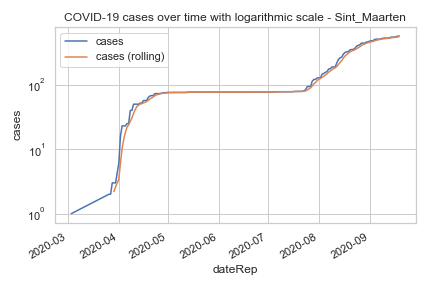 COVID-19 cases over time with logarithmic scale - Sint_Maarten
cases
cases (rolling)
10²
10¹
10⁰
cases
2020-03
2020-04
2020-05
2020-06
2020-07
2020-08
2020-09
dateRep